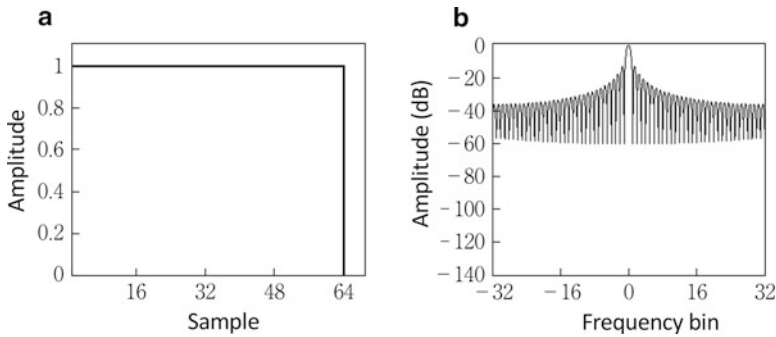 a
1
0.8
0.6
0.4
0.2
0
Amplitude
16 32 48 64
Sample
b
0
−20
−40
−60
−80
−100
−120
−140
Amplitude (dB)
−32 −16 0 16 32
Frequency bin